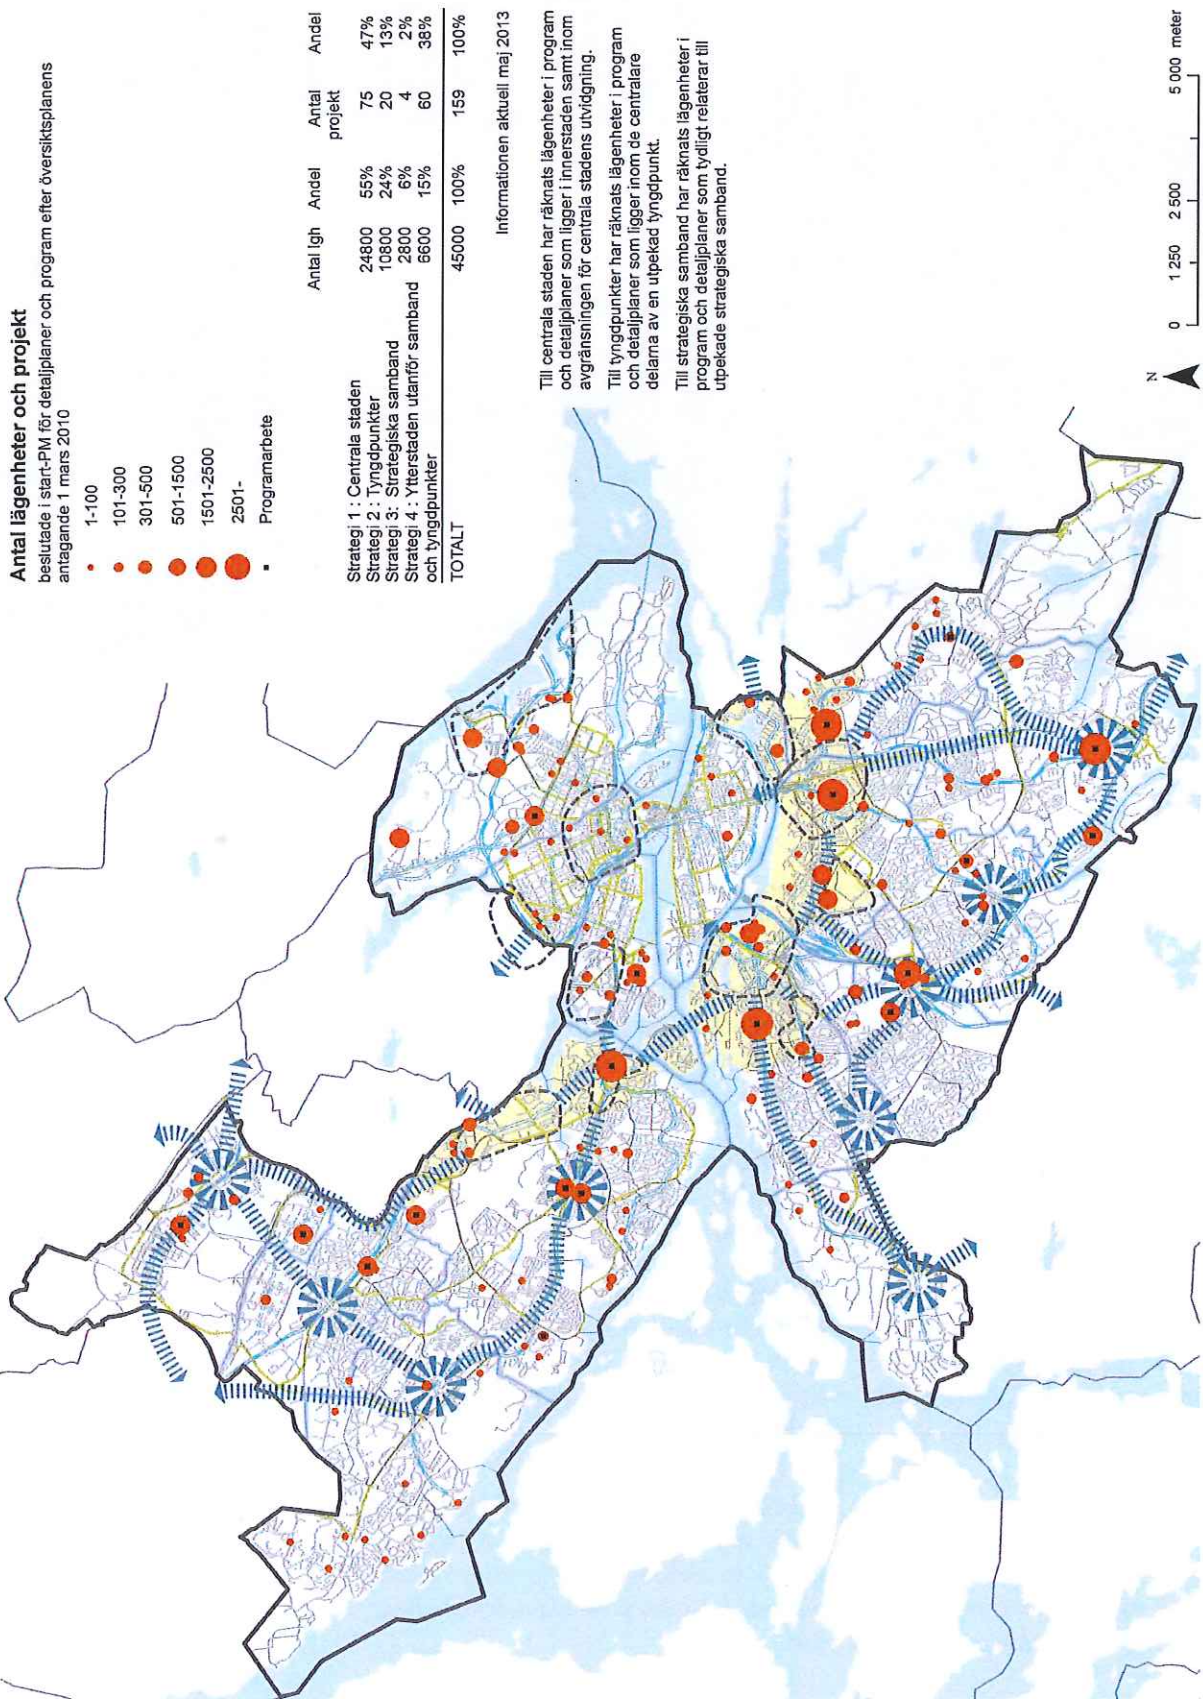 Antal lägenheter och projekt
beslutade i start-PM för detaljplaner och program efter översiktsplanens
antagande 1 mars 2010
1-100
101-300
301-500
501-1500
1501-2500
2501-
Programarbete
Antal lgh Andel Antal projekt Andel
Strategi 1 : Centrala staden 24800 55% 75 47%
Strategi 2 : Tyngdpunkter 10800 24% 20 13%
Strategi 3: Strategiska samband 2800 6% 4 2%
Strategi 4 : Ytterstaden utanför samband 6600 15% 60 38%
och tyngdpunkter
TOTALT 45000 100% 159 100%
Informationen aktuell maj 2013
Till centrala staden har räknats lägenheter i program
och detaljplaner som ligger i innerstaden samt inom
avgränsningen för centrala stadens utvidgning.
Till tyngdpunkter har räknats lägenheter i program
och detaljplaner som ligger inom de centralare
delarna av en utpekad tyngdpunkt.
Till strategiska samband har räknats lägenheter i
program och detaljplaner som tydligt relaterar till
utpekade strategiska samband.
N
0 1 250 2 500 5 000 meter